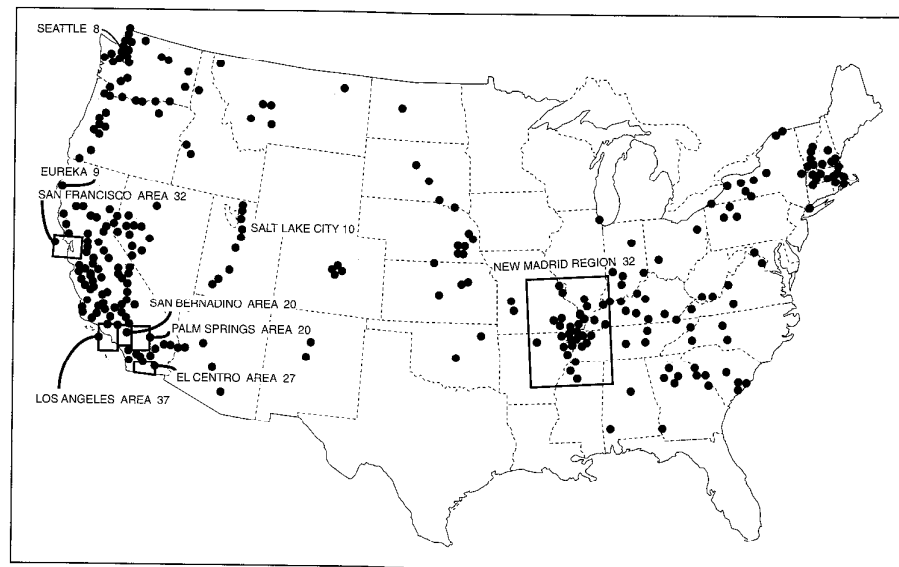 SEATTLE 8
EUREKA 9
SAN FRANCISCO AREA 32
SALT LAKE CITY 10
NEW MADRID REGION 32
SAN BERNADINO AREA 20
PALM SPRINGS AREA 20
EL CENTRO AREA 27
LOS ANGELES AREA 37